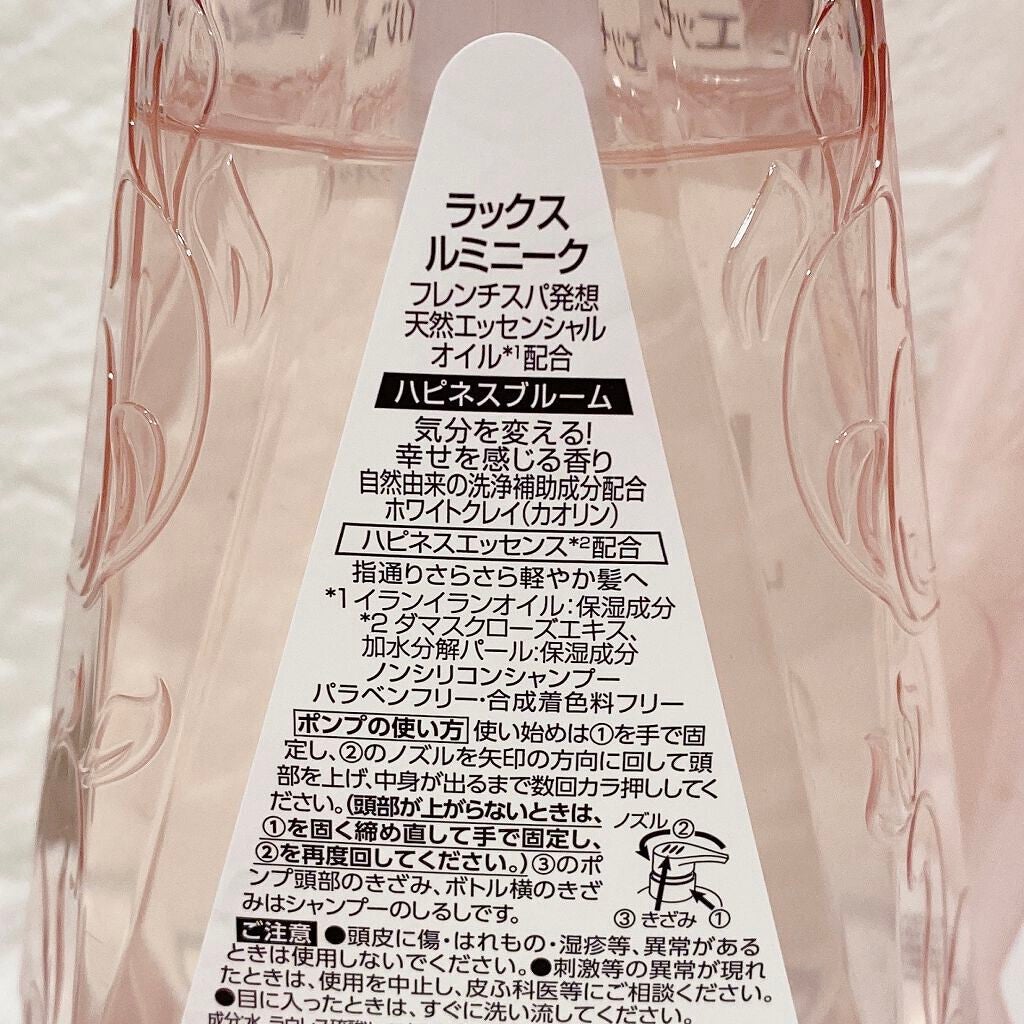 ラックス
ルミニーク
フレンチスパ発想
天然エッセンシャル
オイル*1配合
ハピネスブルーム
気分を変える!
幸せを感じる香り
自然由来の洗浄補助成分配合
ホワイトクレイ(カオリン)
ハピネスエッセンス*2配合
指通りさらさら軽やか髪へ
*1 イランイランオイル:保湿成分
*2 ダマスクローズエキス、
加水分解パール:保湿成分
ノンシリコンシャンプー
パラベンフリー・合成着色料フリー
ポンプの使い方 使い始めは①を手で固
定し、②のノズルを矢印の方向に回して頭
部を上げ、中身が出るまで数回カラ押ししてく
ださい。(頭部が上がらないときは、
①を固く締め直して手で固定し、
②を再度回してください。)③のポ
ンプ頭部のきざみ、ボトル横のきざ
みはシャンプーのしるしです。
ノズル ②
③ きざみ ①
ご注意 ●頭皮に傷・はれもの・湿疹等、異常がある
ときは使用しないでください。●刺激等の異常が現れ
たときは、使用を中止し、皮ふ科医等にご相談ください。
●目に入ったときは、すぐに洗い流してください。
成分:水、ラウレス硫酸